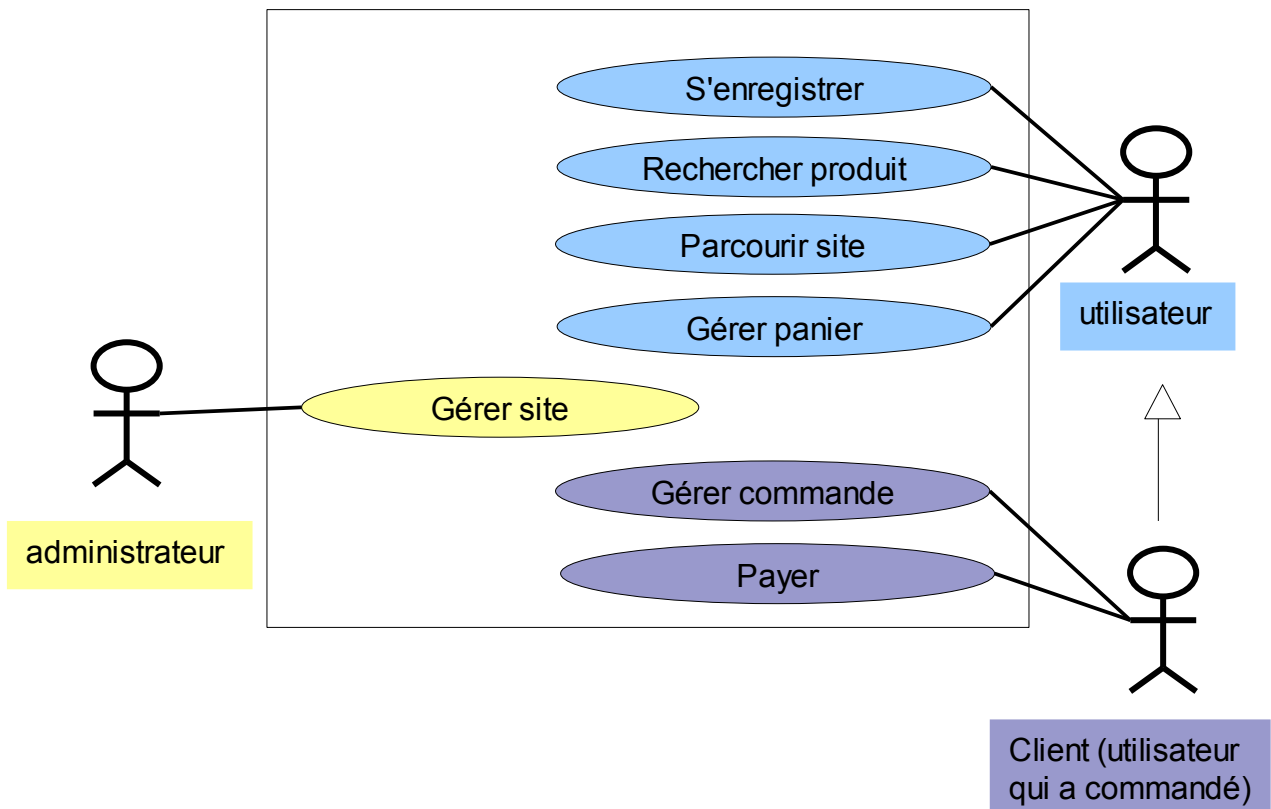 S'enregistrer
Rechercher produit
Parcourir site
Gérer panier
utilisateur
Gérer site
administrateur
Gérer commande
Payer
Client (utilisateur
qui a commandé)